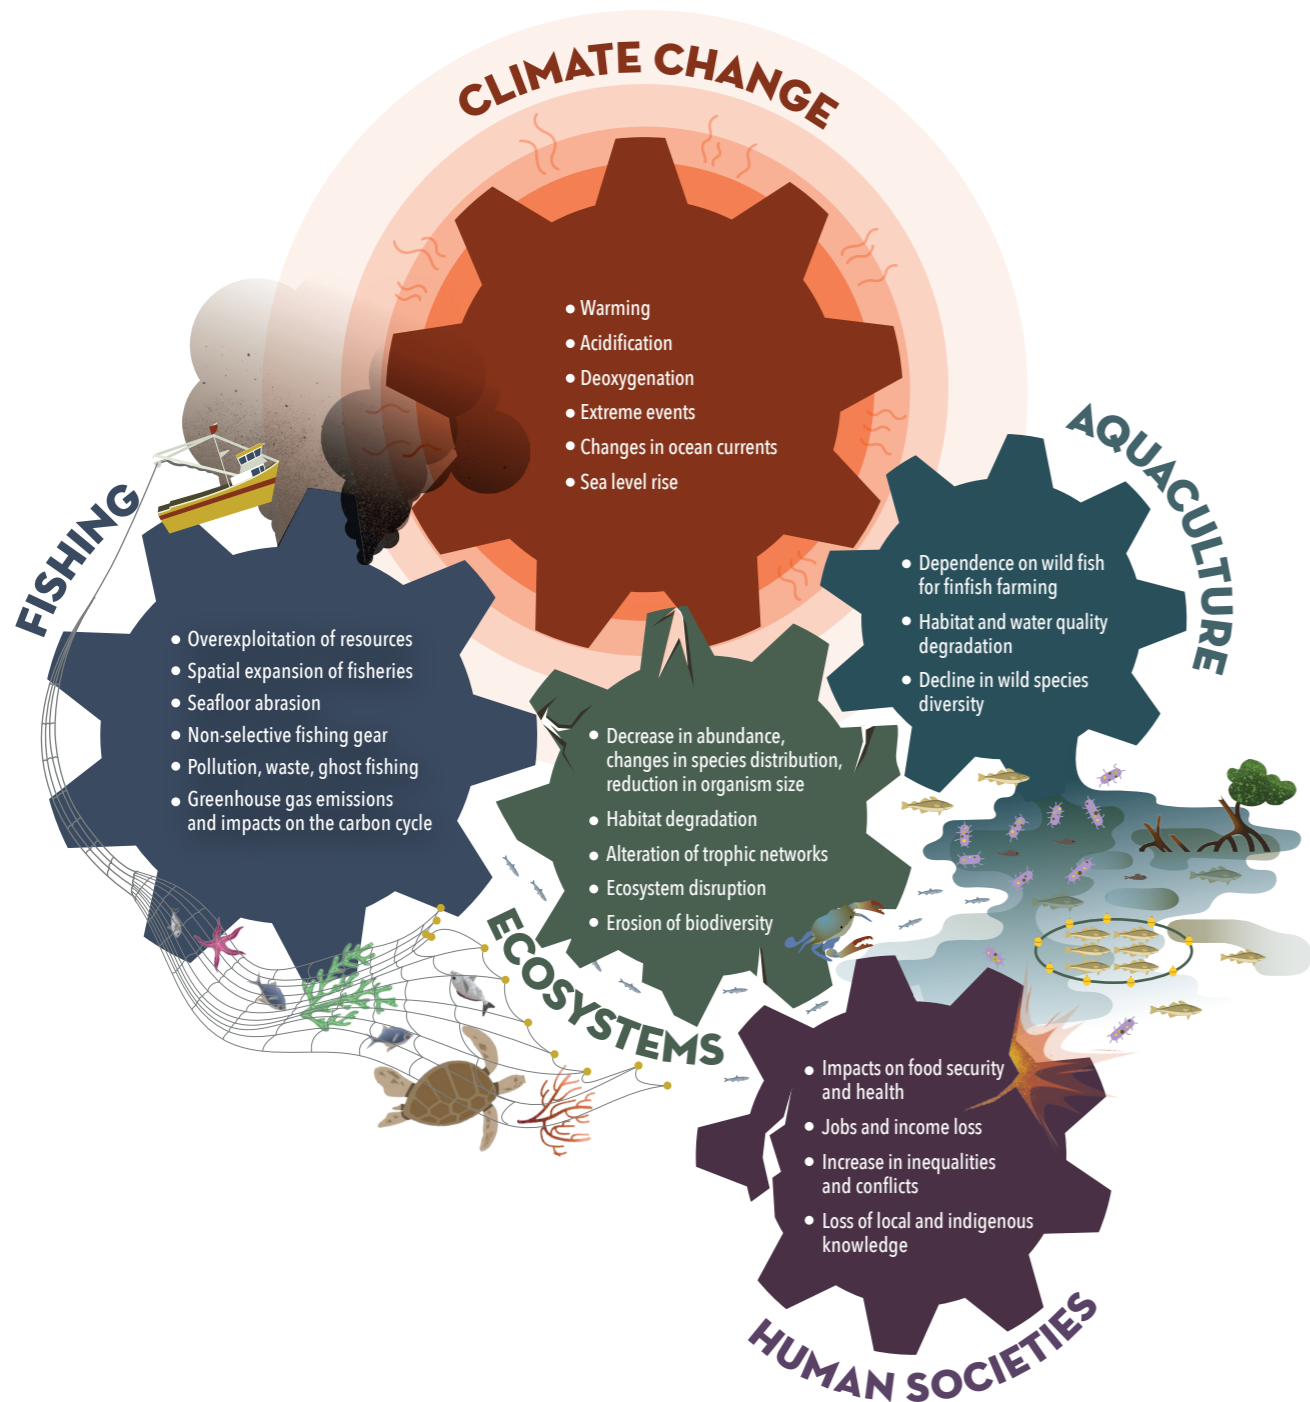 CLIMATE CHANGE
• Warming
• Acidification
• Deoxygenation
• Extreme events
• Changes in ocean currents
• Sea level rise
FISHING
• Overexploitation of resources
• Spatial expansion of fisheries
• Seafloor abrasion
• Non-selective fishing gear
• Pollution, waste, ghost fishing
• Greenhouse gas emissions
and impacts on the carbon cycle
AQUACULTURE
• Dependence on wild fish
for finfish farming
• Habitat and water quality
degradation
• Decline in wild species
diversity
• Decrease in abundance,
changes in species distribution,
reduction in organism size
• Habitat degradation
• Alteration of trophic networks
• Ecosystem disruption
• Erosion of biodiversity
ECOSYSTEMS
• Impacts on food security
and health
• Jobs and income loss
• Increase in inequalities
and conflicts
• Loss of local and indigenous
knowledge
HUMAN SOCIETIES